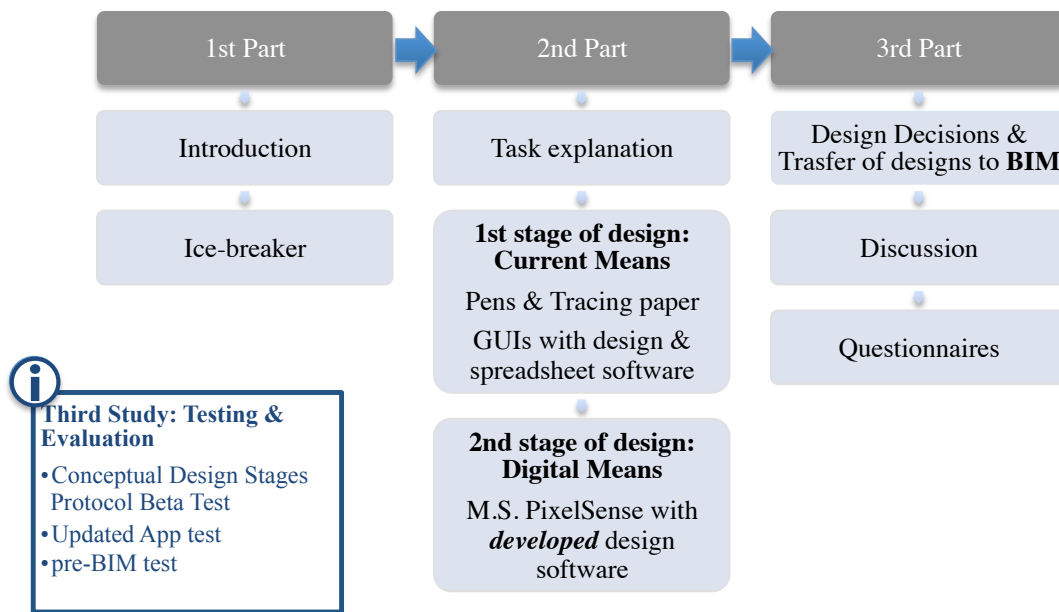 1st Part
Introduction
Ice-breaker
2nd Part
Task explanation
1st stage of design:
Current Means
Pens & Tracing paper
GUIs with design &
spreadsheet software
2nd stage of design:
Digital Means
M.S. PixelSense with
developed design
software
3rd Part
Design Decisions &
Trasfer of designs to BIM
Discussion
Questionnaires
i
Third Study: Testing &
Evaluation
•Conceptual Design Stages
Protocol Beta Test
•Updated App test
•pre-BIM test